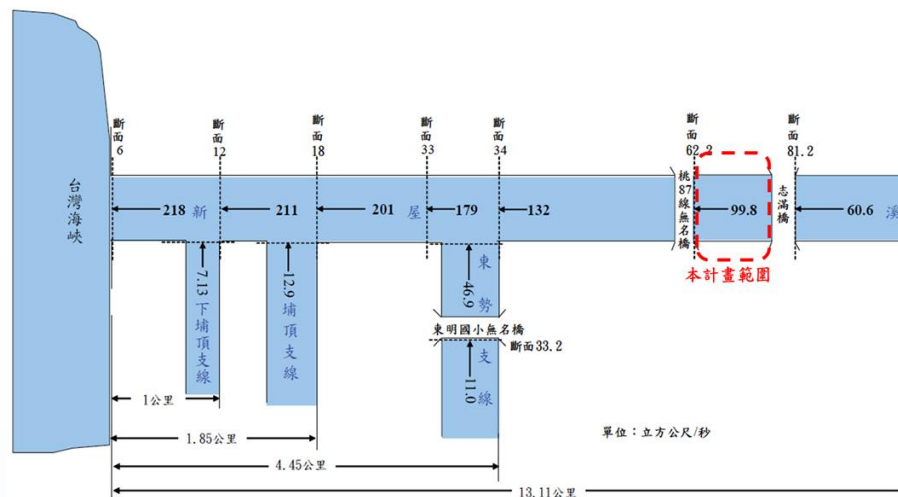 斷面6
斷面12
斷面18
斷面33
斷面34
斷面62.2
斷面81.2
台灣海峽
218
新
211
201
屋
179
132
桃87線無名橋
99.8
志滿橋
60.6
溪
本計畫範圍
7.13
下埔頂支線
12.9
埔頂支線
46.9
東勢支線
東明國小無名橋
斷面33.2
11.0
1公里
1.85公里
單位：立方公尺/秒
4.45公里
13.11公里